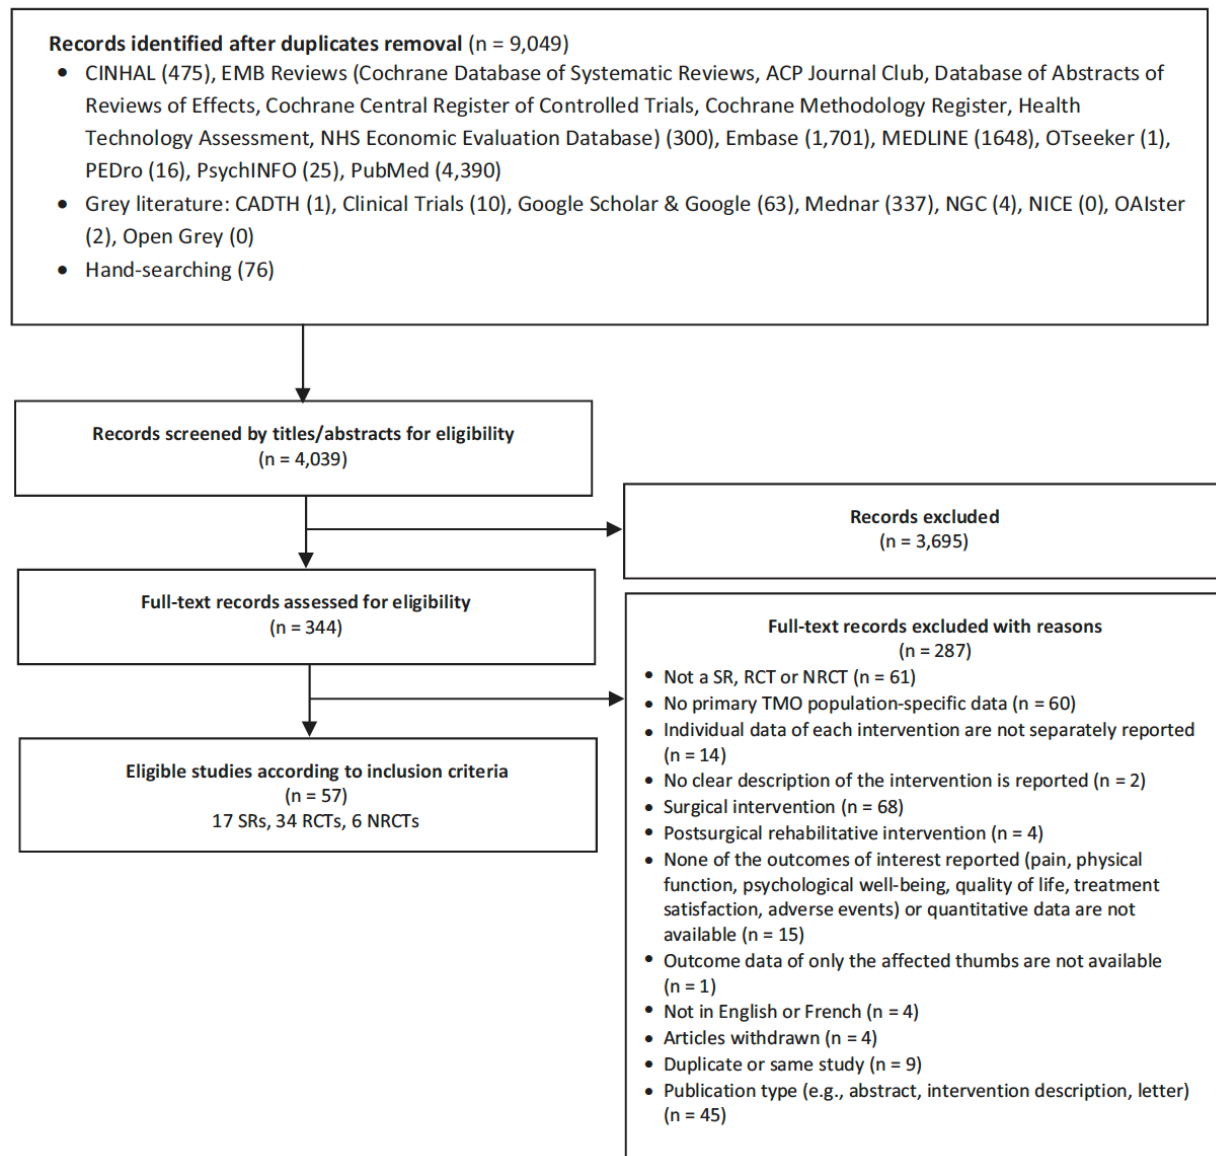 Records identified after duplicates removal (n = 9,049)
• CINHAL (475), EMB Reviews (Cochrane Database of Systematic Reviews, ACP Journal Club, Database of Abstracts of
Reviews of Effects, Cochrane Central Register of Controlled Trials, Cochrane Methodology Register, Health
Technology Assessment, NHS Economic Evaluation Database) (300), Embase (1,701), MEDLINE (1648), OTseeker (1),
PEDro (16), PsychINFO (25), PubMed (4,390)
• Grey literature: CADTH (1), Clinical Trials (10), Google Scholar & Google (63), Mednar (337), NGC (4), NICE (0), OAIster
(2), Open Grey (0)
• Hand-searching (76)
Records screened by titles/abstracts for eligibility
(n = 4,039)
Records excluded
(n = 3,695)
Full-text records assessed for eligibility
(n = 344)
Full-text records excluded with reasons
(n = 287)
• Not a SR, RCT or NRCT (n = 61)
• No primary TMO population-specific data (n = 60)
• Individual data of each intervention are not separately reported
(n = 14)
• No clear description of the intervention is reported (n = 2)
• Surgical intervention (n = 68)
• Postsurgical rehabilitative intervention (n = 4)
• None of the outcomes of interest reported (pain, physical
function, psychological well-being, quality of life, treatment
satisfaction, adverse events) or quantitative data are not
available (n = 15)
• Outcome data of only the affected thumbs are not available
(n = 1)
• Not in English or French (n = 4)
• Articles withdrawn (n = 4)
• Duplicate or same study (n = 9)
• Publication type (e.g., abstract, intervention description, letter)
(n = 45)
Eligible studies according to inclusion criteria
(n = 57)
17 SRs, 34 RCTs, 6 NRCTs